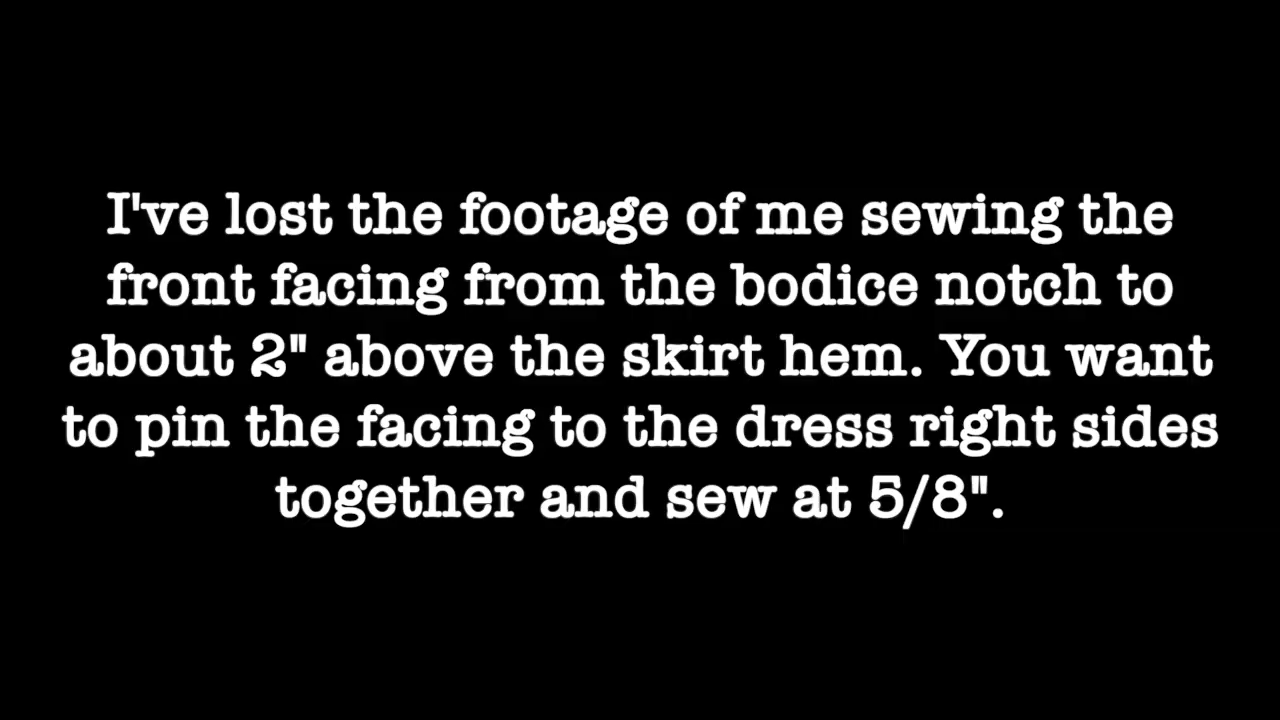 I've lost the footage of me sewing the
front facing from the bodice notch to
about 2" above the skirt hem. You want
to pin the facing to the dress right sides
together and sew at 5/8".